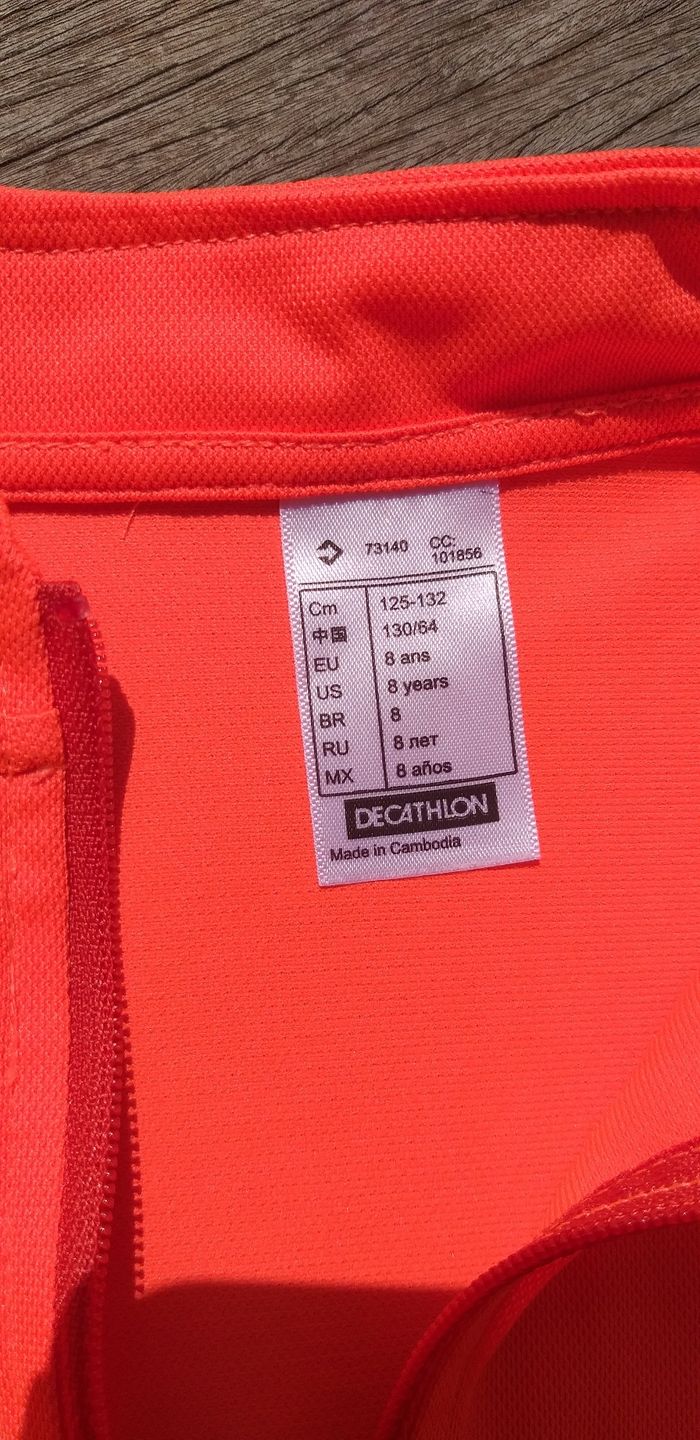 73140 CC:
101856
Cm 125-132
中国 130/64
EU 8 ans
US 8 years
BR 8
RU 8 лет
MX 8 años
DECATHLON
Made in Cambodia